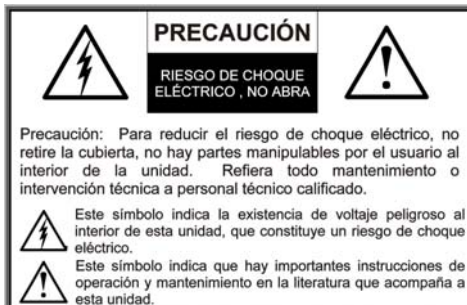 PRECAUCIÓN
RIESGO DE CHOQUE
ELÉCTRICO , NO ABRA
Precaución: Para reducir el riesgo de choque eléctrico, no
retire la cubierta, no hay partes manipulables por el usuario al
interior de la unidad. Refiera todo mantenimiento o
intervención técnica a personal técnico calificado.
Este símbolo indica la existencia de voltaje peligroso al
interior de esta unidad, que constituye un riesgo de choque
eléctrico.
Este símbolo indica que hay importantes instrucciones de
operación y mantenimiento en la literatura que acompaña a
esta unidad.